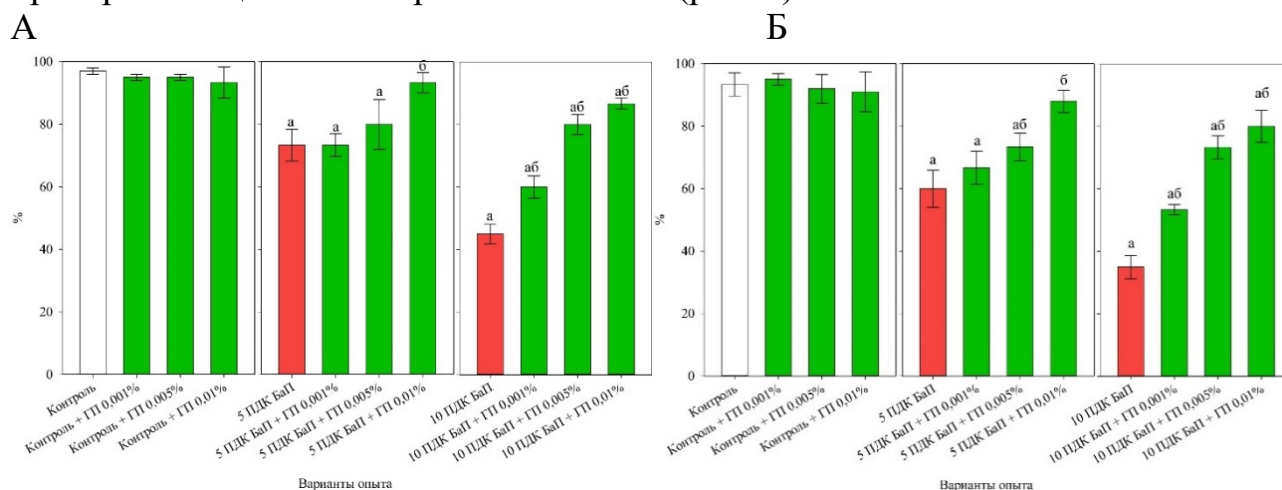 А
Б
100
80
60
40
20
0
%
а
а
а
б
а
аб
аб
аб
Контроль
Контроль + ГП 0,001%
Контроль + ГП 0,005%
Контроль + ГП 0,01%
5 ПДК БаП
5 ПДК БаП + ГП 0,001%
5 ПДК БаП + ГП 0,005%
5 ПДК БаП + ГП 0,01%
10 ПДК БаП
10 ПДК БаП + ГП 0,001%
10 ПДК БаП + ГП 0,005%
10 ПДК БаП + ГП 0,01%
Варианты опыта
100
80
60
40
20
0
%
а
а
аб
б
а
аб
аб
аб
Контроль
Контроль + ГП 0,001%
Контроль + ГП 0,005%
Контроль + ГП 0,01%
5 ПДК БаП
5 ПДК БаП + ГП 0,001%
5 ПДК БаП + ГП 0,005%
5 ПДК БаП + ГП 0,01%
10 ПДК БаП
10 ПДК БаП + ГП 0,001%
10 ПДК БаП + ГП 0,005%
10 ПДК БаП + ГП 0,01%
Варианты опыта